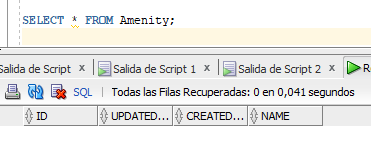 SELECT * FROM Amenity;
Salida de Script Salida de Script 1 Salida de Script 2
SQL Todas las Filas Recuperadas: 0 en 0,041 segundos
ID UPDATED... CREATED... NAME